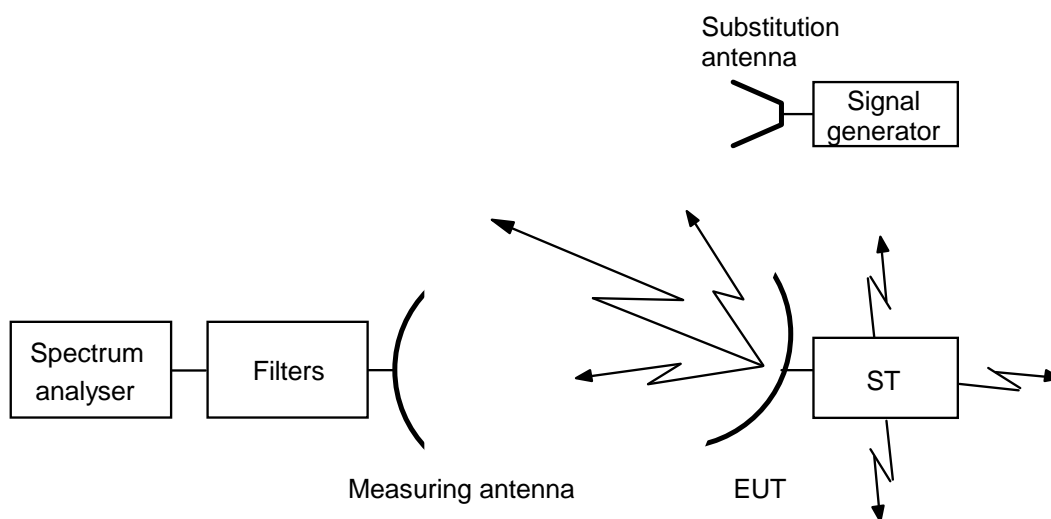 Substitution
antenna
Signal
generator
Spectrum
analyser
Filters
ST
Measuring antenna
EUT